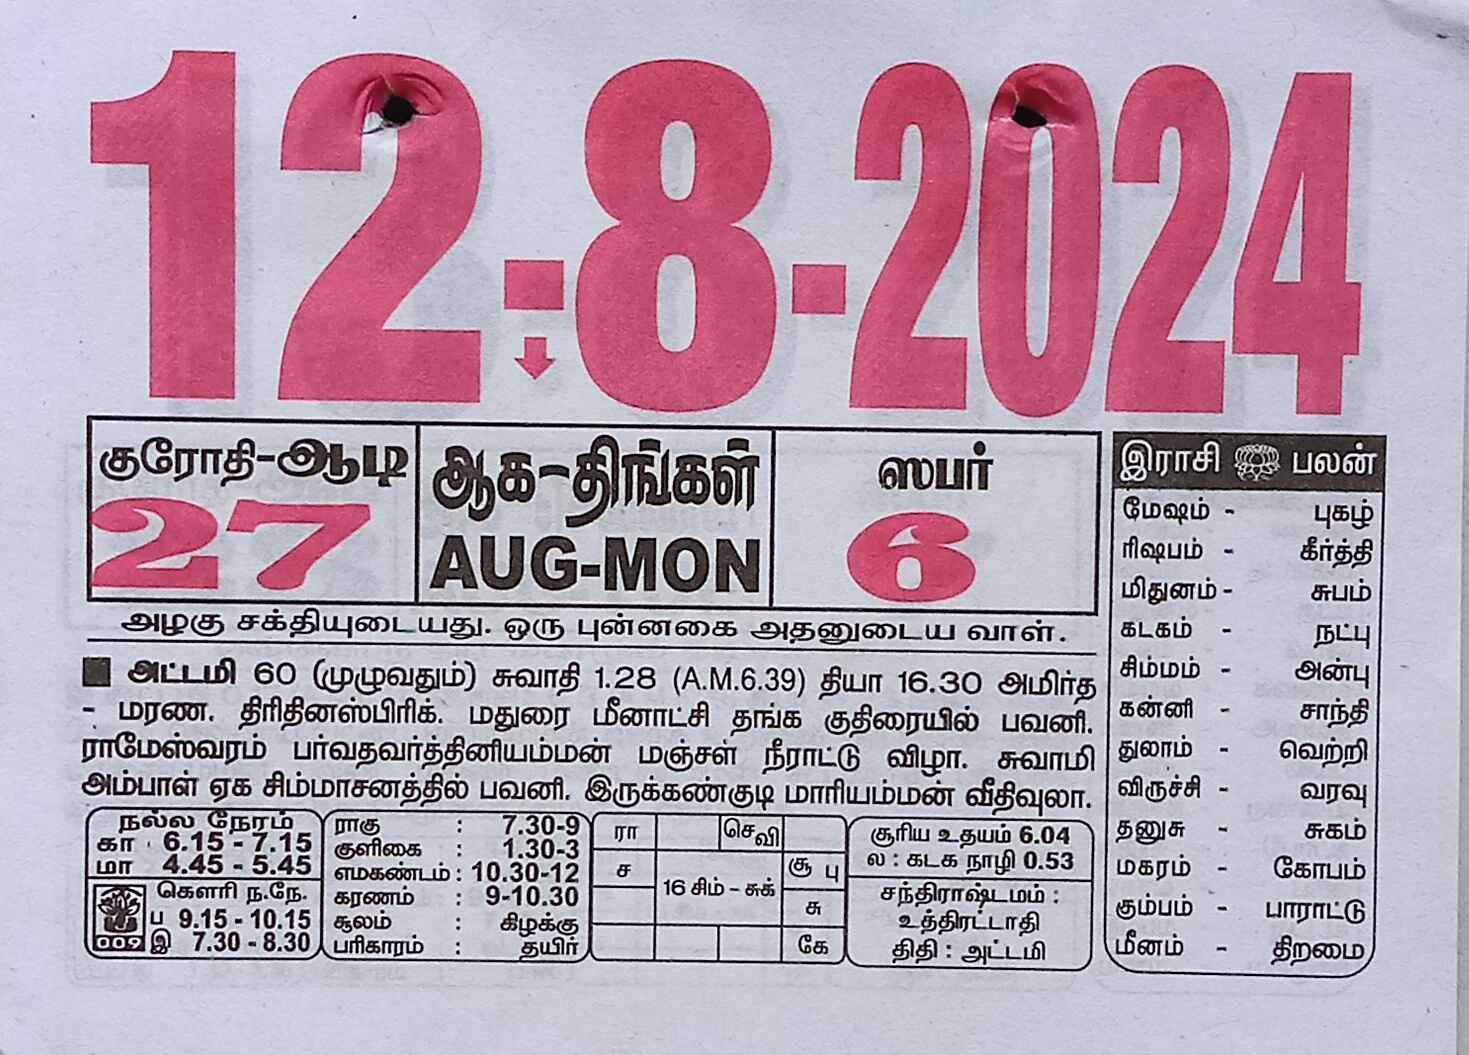 12-8-2024
குரோதி-ஆடி
27
ஆக-திங்கள்
AUG-MON
ஸபர்
6
அழகு சக்தியுடையது. ஒரு புன்னகை அதனுடைய வாள்.
அட்டமி 60 (முழுவதும்) சுவாதி 1.28 (A.M.6.39) தியா 16.30 அமிர்த
- மரண. திரிதினஸ்பிரிக். மதுரை மீனாட்சி தங்க குதிரையில் பவனி.
ராமேஸ்வரம் பர்வதவர்த்தினியம்மன் மஞ்சள் நீராட்டு விழா. சுவாமி
அம்பாள் ஏக சிம்மாசனத்தில் பவனி. இருக்கண்குடி மாரியம்மன் வீதிவுலா.
நல்ல நேரம்
கா 6.15 - 7.15
மா 4.45 - 5.45
கௌரி ந.நே.
ப 9.15 - 10.15
இ 7.30 - 8.30
009
ராகு : 7.30-9
குளிகை : 1.30-3
எமகண்டம் : 10.30-12
கரணம் : 9-10.30
சூலம் : கிழக்கு
பரிகாரம் : தயிர்
ரா செ வி
ச சூ பு
16 சிம் - சுக்
சு
கே
சூரிய உதயம் 6.04
ல : கடக நாழி 0.53
சந்திராஷ்டமம் :
உத்திரட்டாதி
திதி : அட்டமி
இராசி பலன்
மேஷம் - புகழ்
ரிஷபம் - கீர்த்தி
மிதுனம் - சுபம்
கடகம் - நட்பு
சிம்மம் - அன்பு
கன்னி - சாந்தி
துலாம் - வெற்றி
விருச்சி - வரவு
தனுசு - சுகம்
மகரம் - கோபம்
கும்பம் - பாராட்டு
மீனம் - திறமை